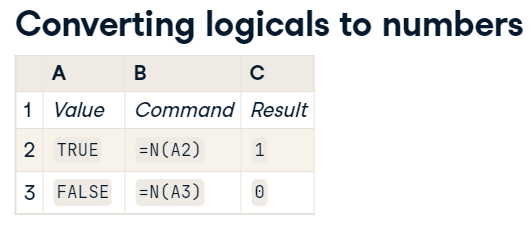 Converting logicals to numbers
A B C
1 Value Command Result
2 TRUE =N(A2) 1
3 FALSE =N(A3) 0